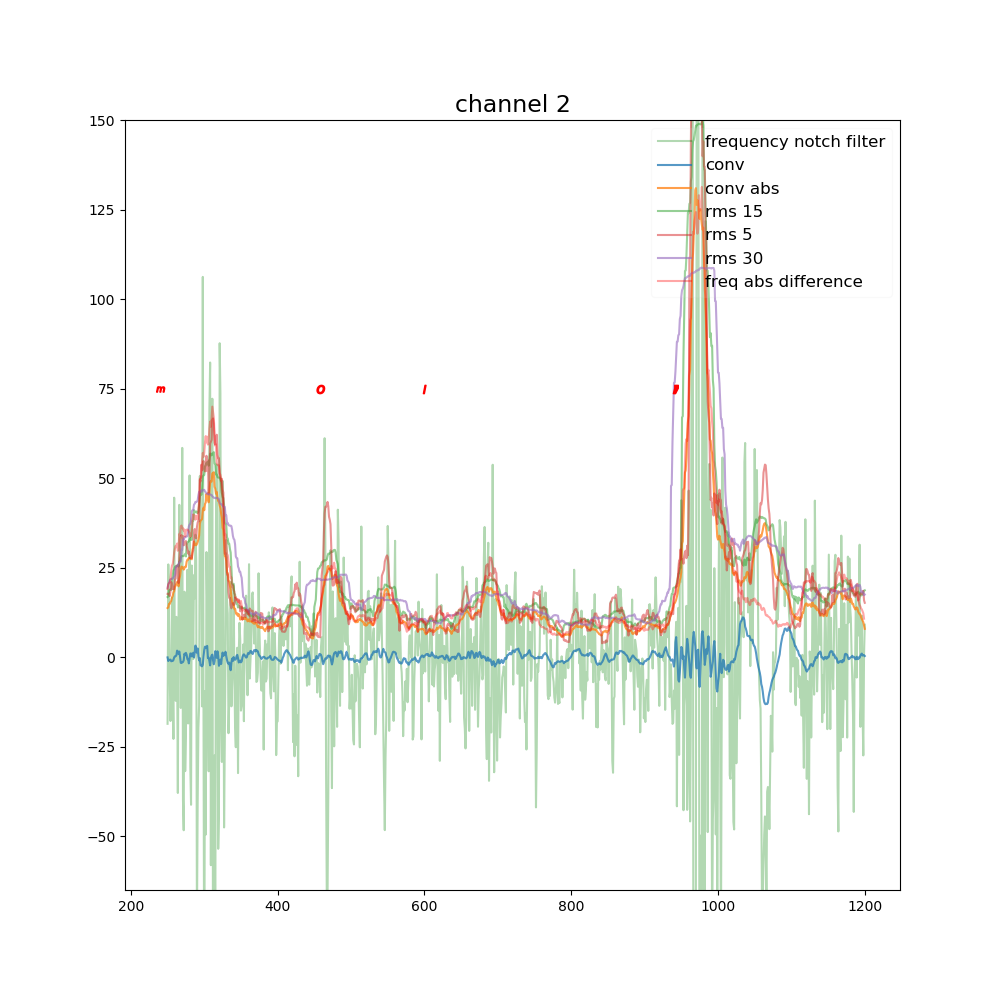 channel 2
150
125
100
75
50
25
0
−25
−50
frequency notch filter
conv
conv abs
rms 15
rms 5
rms 30
freq abs difference
m o l ,
200 400 600 800 1000 1200